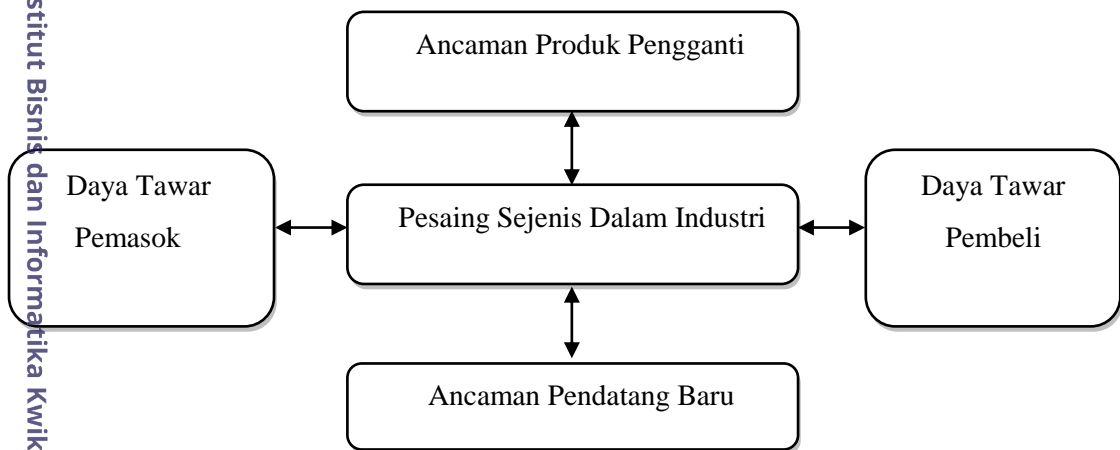 Ancaman Produk Pengganti
Daya Tawar
Pemasok
Pesaing Sejenis Dalam Industri
Daya Tawar
Pembeli
Ancaman Pendatang Baru
stitut Bisnis dan Informatika Kwik